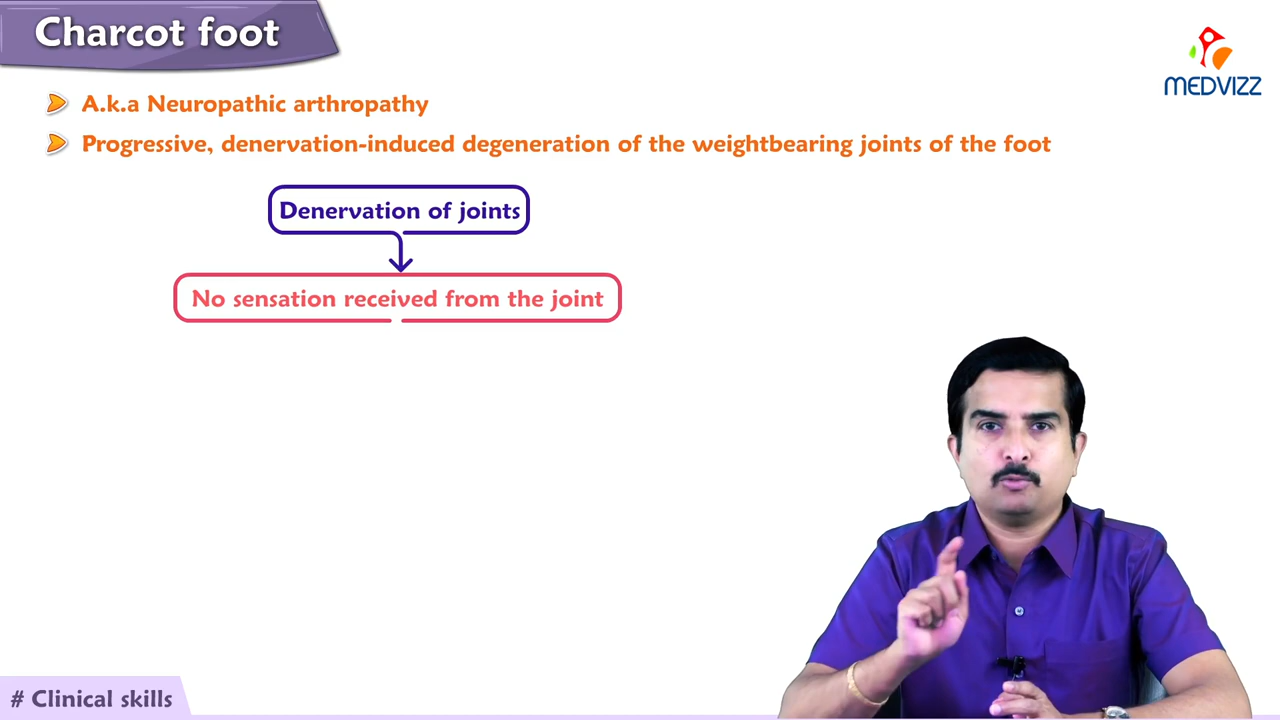 Charcot foot
MEDVIZZ
A.k.a Neuropathic arthropathy
Progressive, denervation-induced degeneration of the weightbearing joints of the foot
Denervation of joints
No sensation received from the joint
# Clinical skills